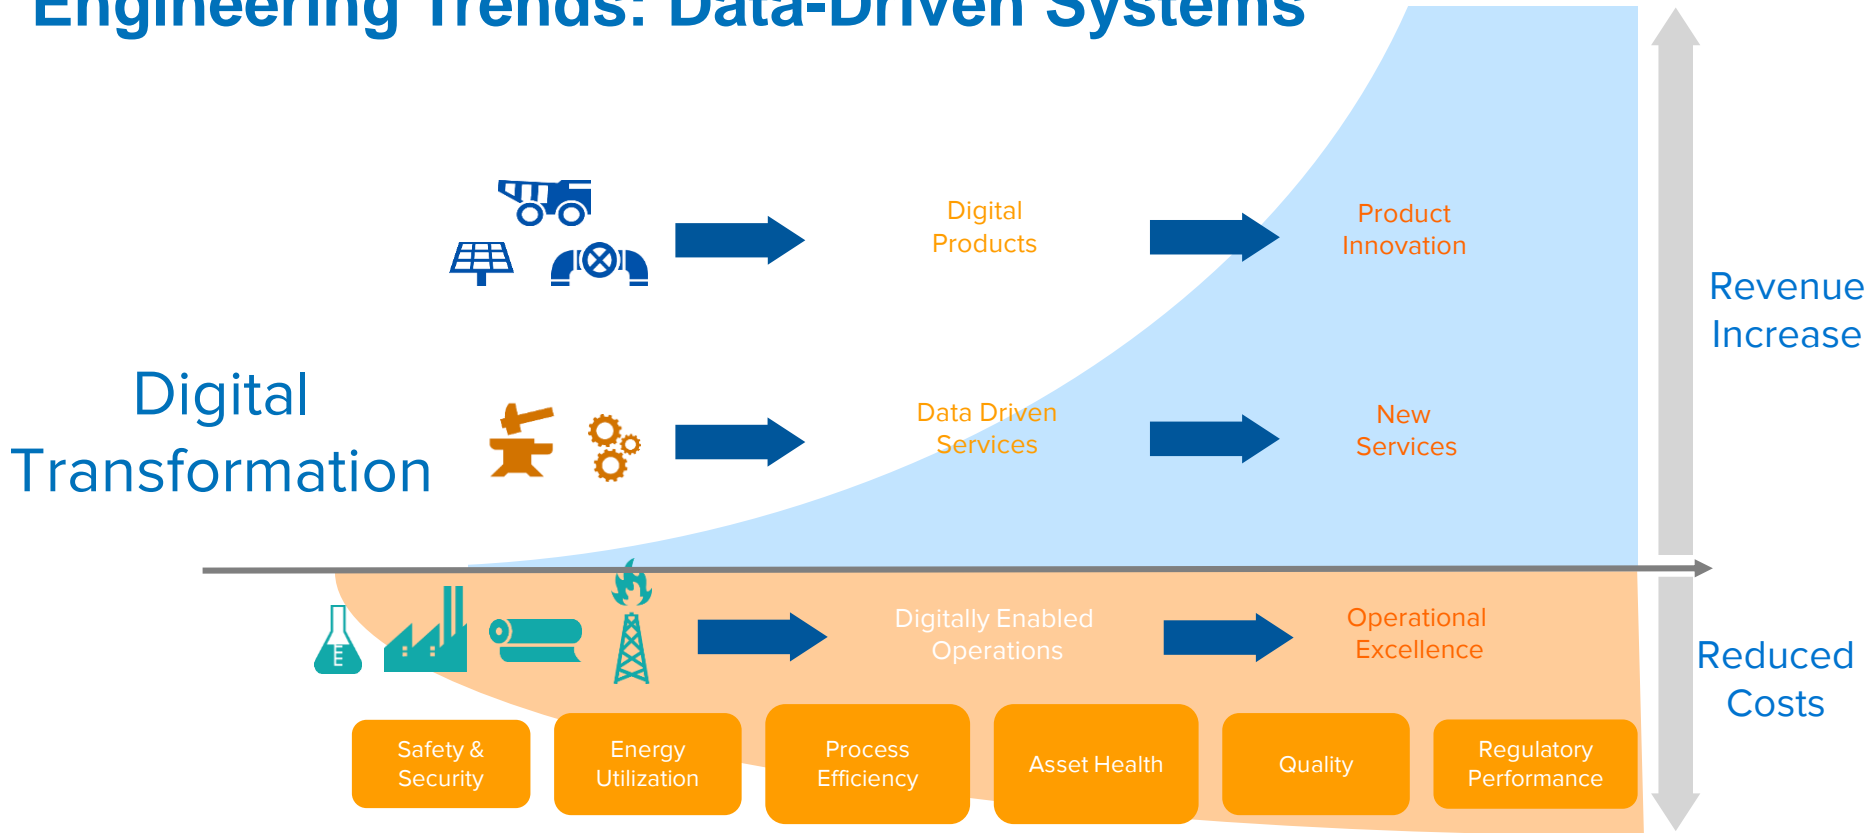 Engineering Trends: Data-Driven Systems
Digital
Products
Product
Innovation
Revenue
Increase
Digital
Transformation
Data Driven
Services
New
Services
Digitally Enabled
Operations
Operational
Excellence
Reduced
Costs
E
Safety &
Security
Energy
Utilization
Process
Efficiency
Asset Health
Quality
Regulatory
Performance